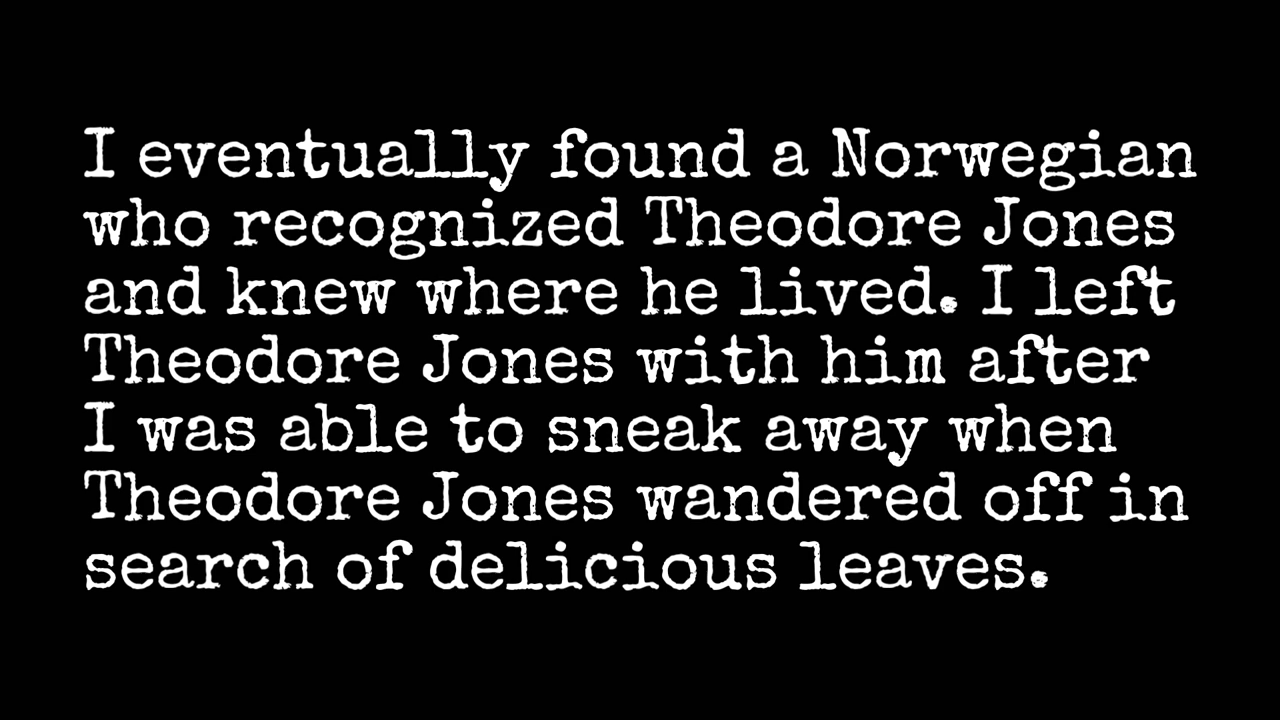 I eventually found a Norwegian
who recognized Theodore Jones
and knew where he lived. I left
Theodore Jones with him after
I was able to sneak away when
Theodore Jones wandered off in
search of delicious leaves.